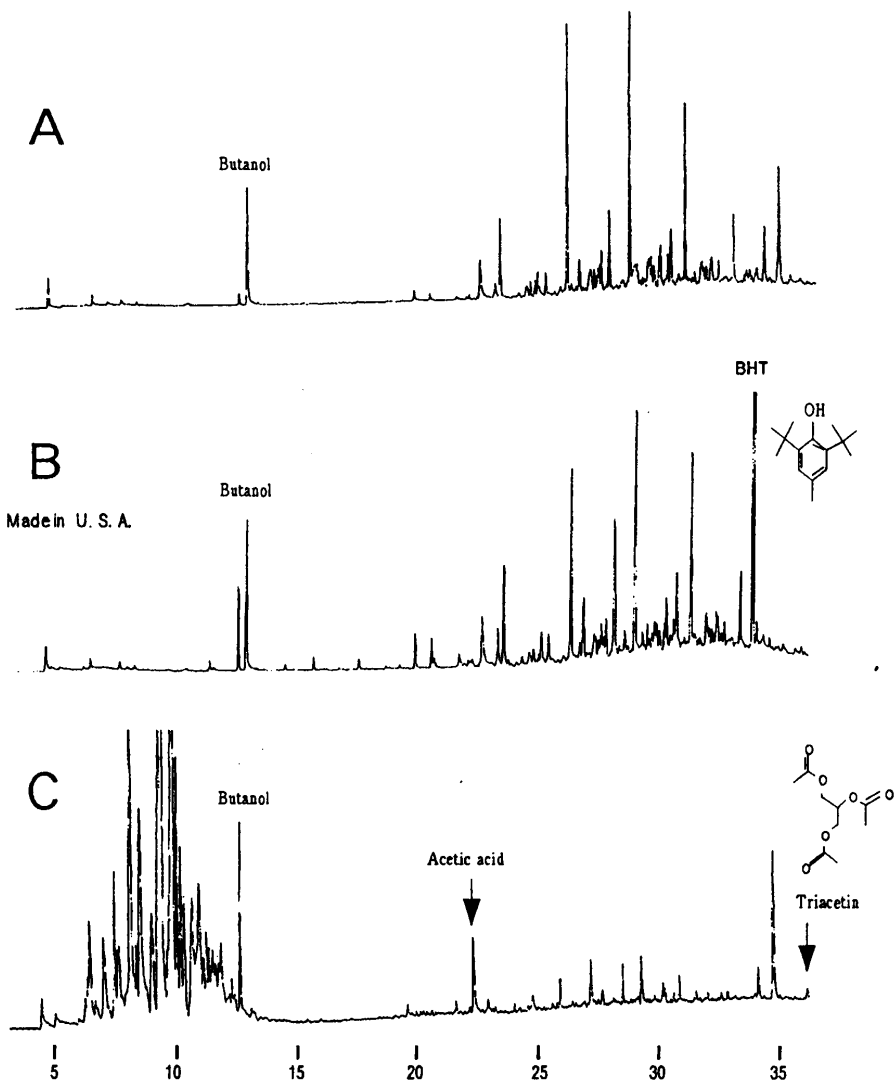 A
Butanol
B
Made in U. S. A.
Butanol
BHT
OH
C
Butanol
Acetic acid
O
O
O
O
O
O
Triacetin
5 10 15 20 25 30 35